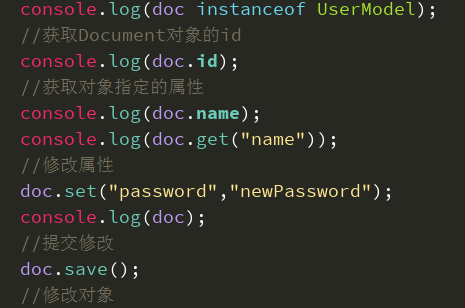 console.log(doc instanceof UserModel);
//获取Document对象的id
console.log(doc.id);
//获取对象指定的属性
console.log(doc.name);
console.log(doc.get("name"));
//修改属性
doc.set("password","newPassword");
console.log(doc);
//提交修改
doc.save();
//修改对象